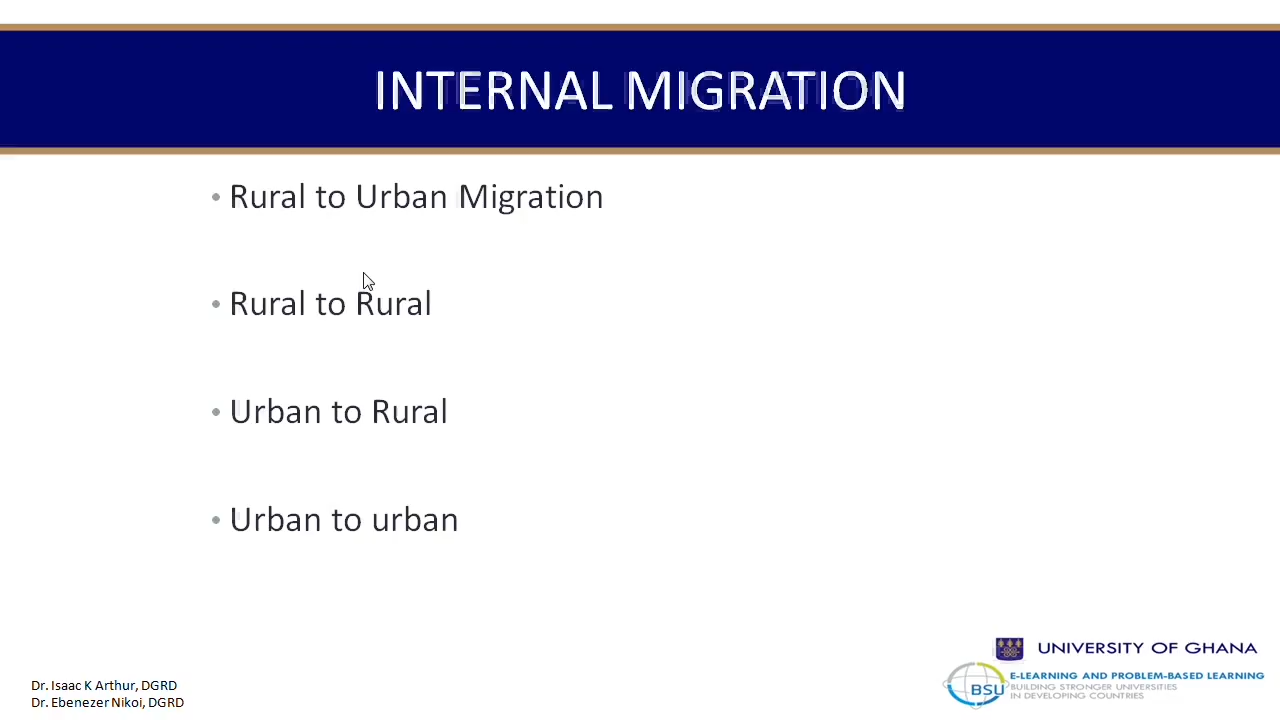 INTERNAL MIGRATION
• Rural to Urban Migration
• Rural to Rural
• Urban to Rural
• Urban to urban
UNIVERSITY OF GHANA
BSU
E-LEARNING AND PROBLEM-BASED LEARNING
BUILDING STRONGER UNIVERSITIES
IN DEVELOPING COUNTRIES
Dr. Isaac K Arthur, DGRD
Dr. Ebenezer Nikoi, DGRD